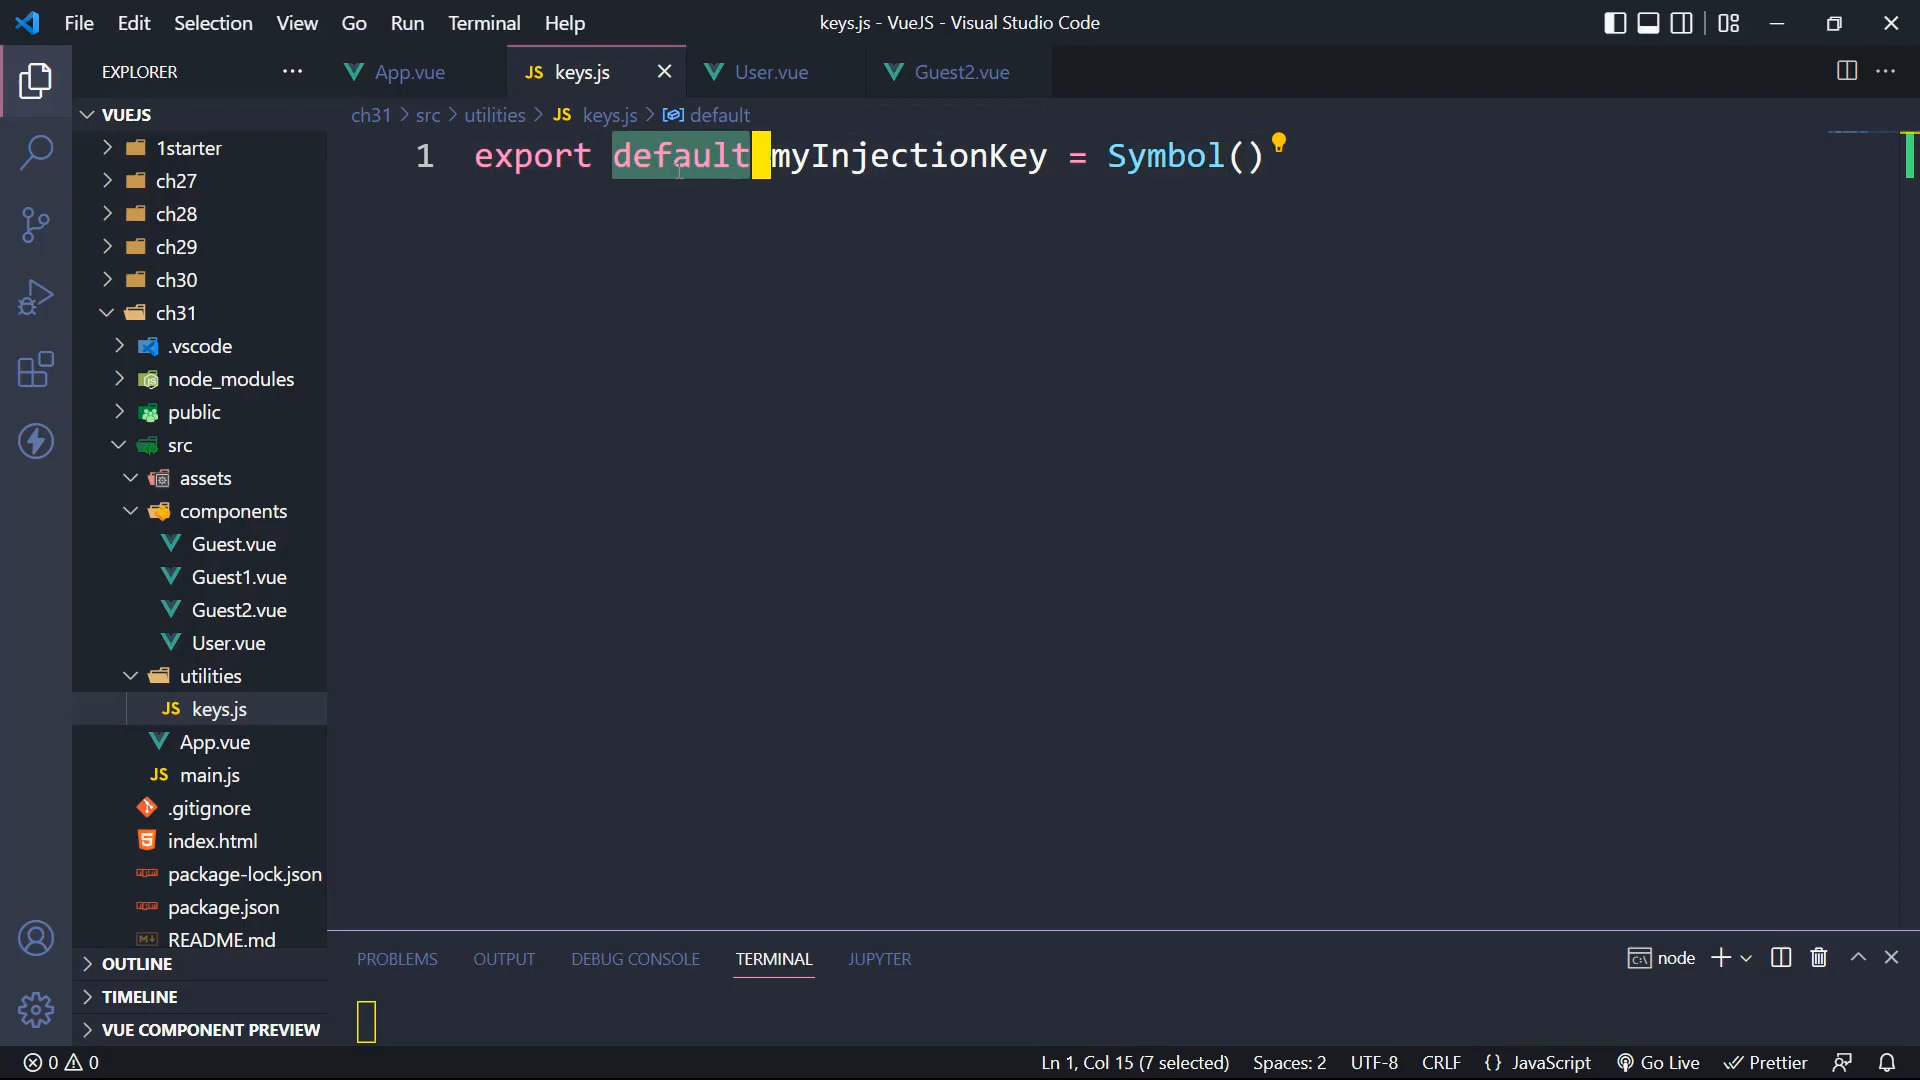 File Edit Selection View Go Run Terminal Help
keys.js - VueJS - Visual Studio Code
EXPLORER
App.vue
JS keys.js
User.vue
Guest2.vue
VUEJS
1starter
ch27
ch28
ch29
ch30
ch31
.vscode
node_modules
public
src
assets
components
Guest.vue
Guest1.vue
Guest2.vue
User.vue
utilities
JS keys.js
App.vue
JS main.js
.gitignore
index.html
package-lock.json
package.json
README.md
OUTLINE
TIMELINE
VUE COMPONENT PREVIEW
ch31 > src > utilities > JS keys.js > default
1 export default myInjectionKey = Symbol()
PROBLEMS OUTPUT DEBUG CONSOLE TERMINAL JUPYTER
node
0 0
Ln 1, Col 15 (7 selected) Spaces: 2 UTF-8 CRLF {} JavaScript Go Live Prettier